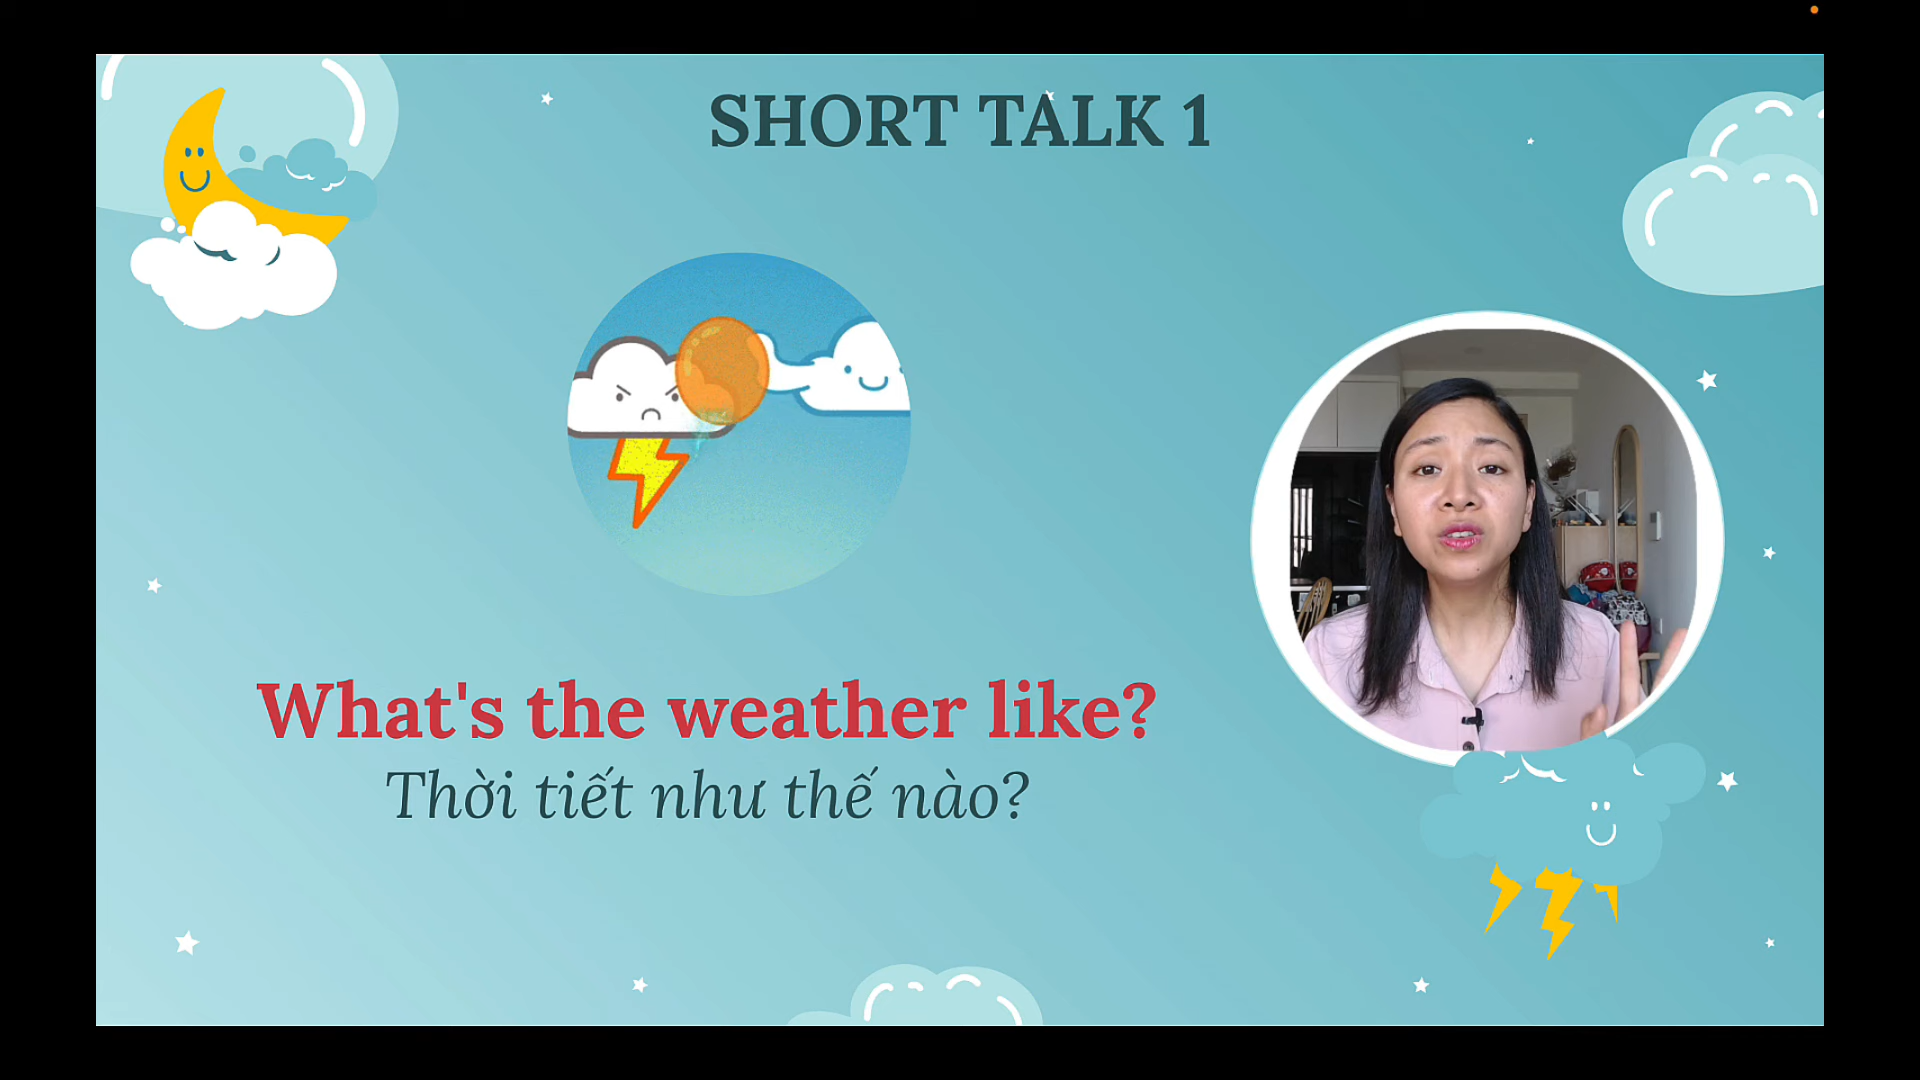 SHORT TALK 1
What's the weather like?
Thời tiết như thế nào?